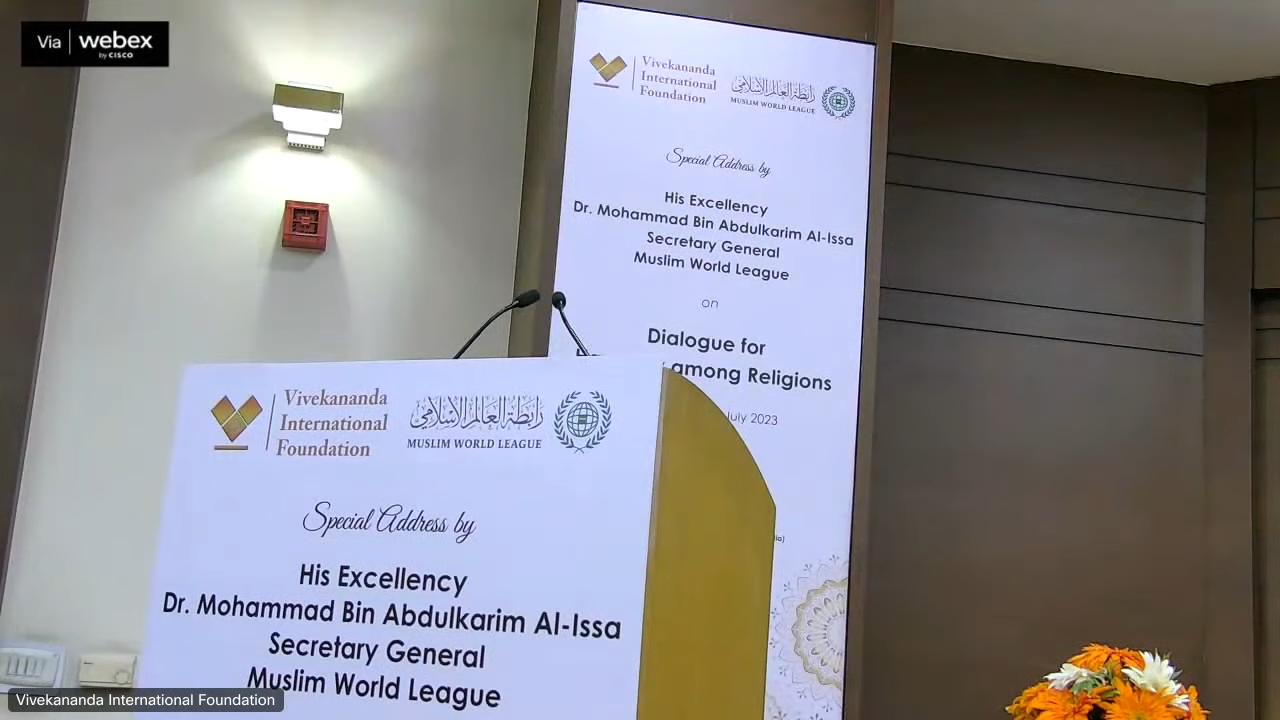 Via webex
by CISCO
Vivekananda
International
Foundation
رابطة العالم الإسلامي
MUSLIM WORLD LEAGUE
Special Address by
His Excellency
Dr. Mohammad Bin Abdulkarim Al-Issa
Secretary General
Muslim World League
on
Dialogue for
among Religions
July 2023
Vivekananda
International
Foundation
رابطة العالم الإسلامي
MUSLIM WORLD LEAGUE
Special Address by
His Excellency
Dr. Mohammad Bin Abdulkarim Al-Issa
Secretary General
Muslim World League
Vivekananda International Foundation